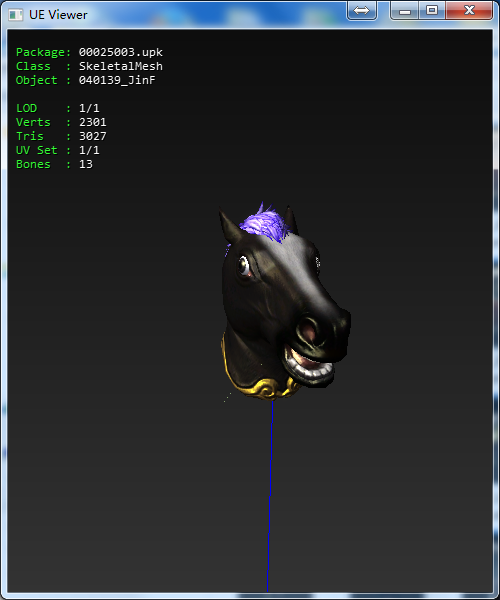 UE Viewer
Package: 00025003.upk
Class : SkeletalMesh
Object : 040139_JinF
LOD : 1/1
Verts : 2301
Tris : 3027
UV Set : 1/1
Bones : 13